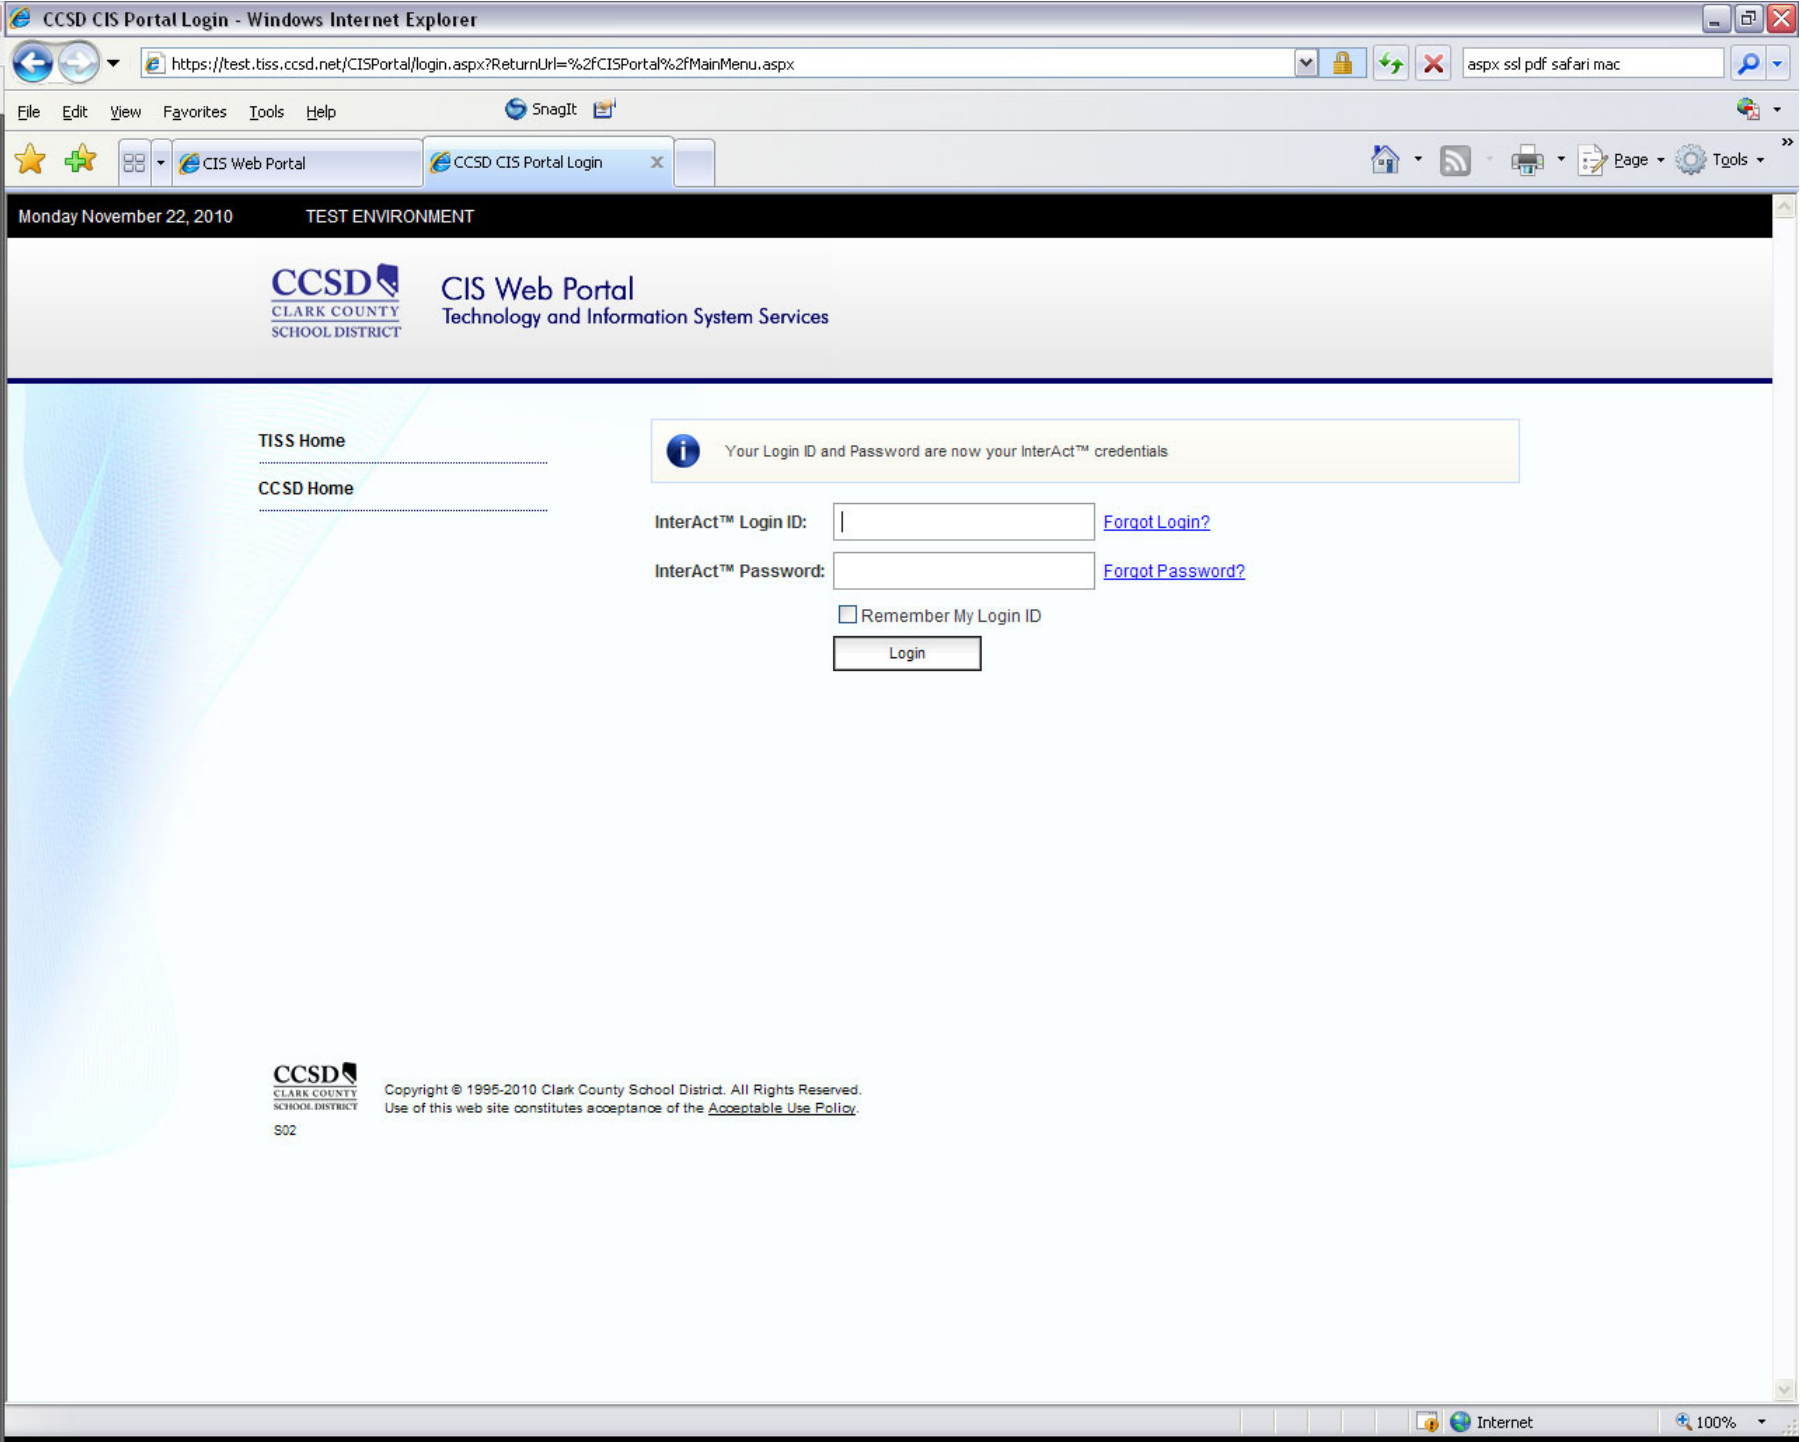 CCSD CIS Portal Login - Windows Internet Explorer
https://test.tiss.ccsd.net/CISPortal/login.aspx?ReturnUrl=%2fCISPortal%2fMainMenu.aspx
aspx ssl pdf safari mac
File Edit View Favorites Tools Help SnagIt
CIS Web Portal CCSD CIS Portal Login Page Tools
Monday November 22, 2010 TEST ENVIRONMENT
CCSD
CLARK COUNTY
SCHOOL DISTRICT
CIS Web Portal
Technology and Information System Services
TISS Home
CCSD Home
Your Login ID and Password are now your InterAct™ credentials
InterAct™ Login ID: Forgot Login?
InterAct™ Password: Forgot Password?
Remember My Login ID
Login
CCSD
CLARK COUNTY
SCHOOL DISTRICT
S02
Copyright © 1995-2010 Clark County School District. All Rights Reserved.
Use of this web site constitutes acceptance of the Acceptable Use Policy.
Internet 100%